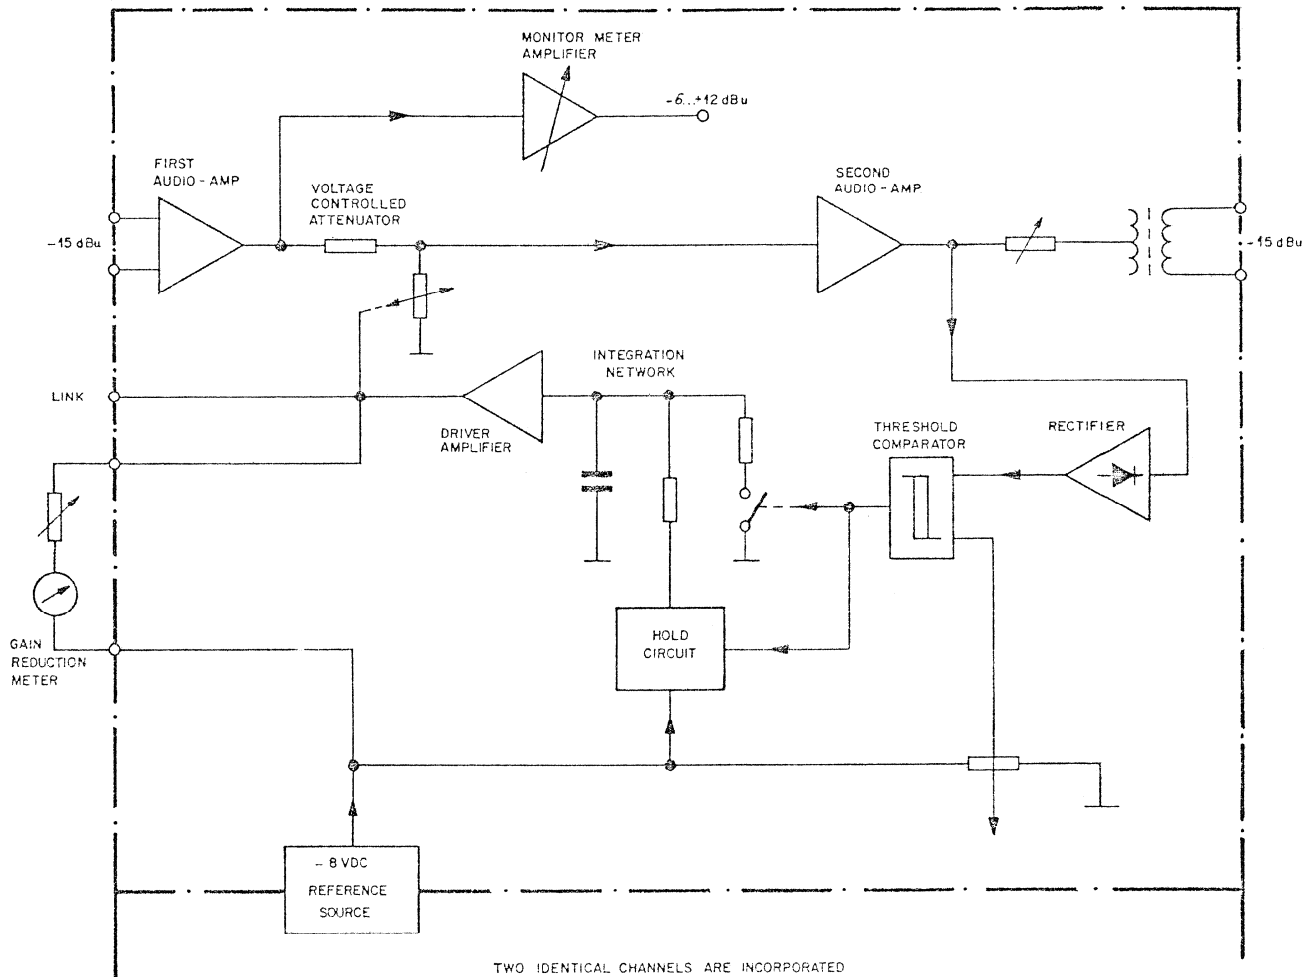 MONITOR METER
AMPLIFIER
-6...+12 dBu
FIRST
AUDIO-AMP
VOLTAGE
CONTROLLED
ATTENUATOR
SECOND
AUDIO-AMP
-15 dBu
-15 dBu
INTEGRATION
NETWORK
LINK
DRIVER
AMPLIFIER
THRESHOLD
COMPARATOR
RECTIFIER
HOLD
CIRCUIT
GAIN
REDUCTION
METER
- 8 VDC
REFERENCE
SOURCE
TWO IDENTICAL CHANNELS ARE INCORPORATED